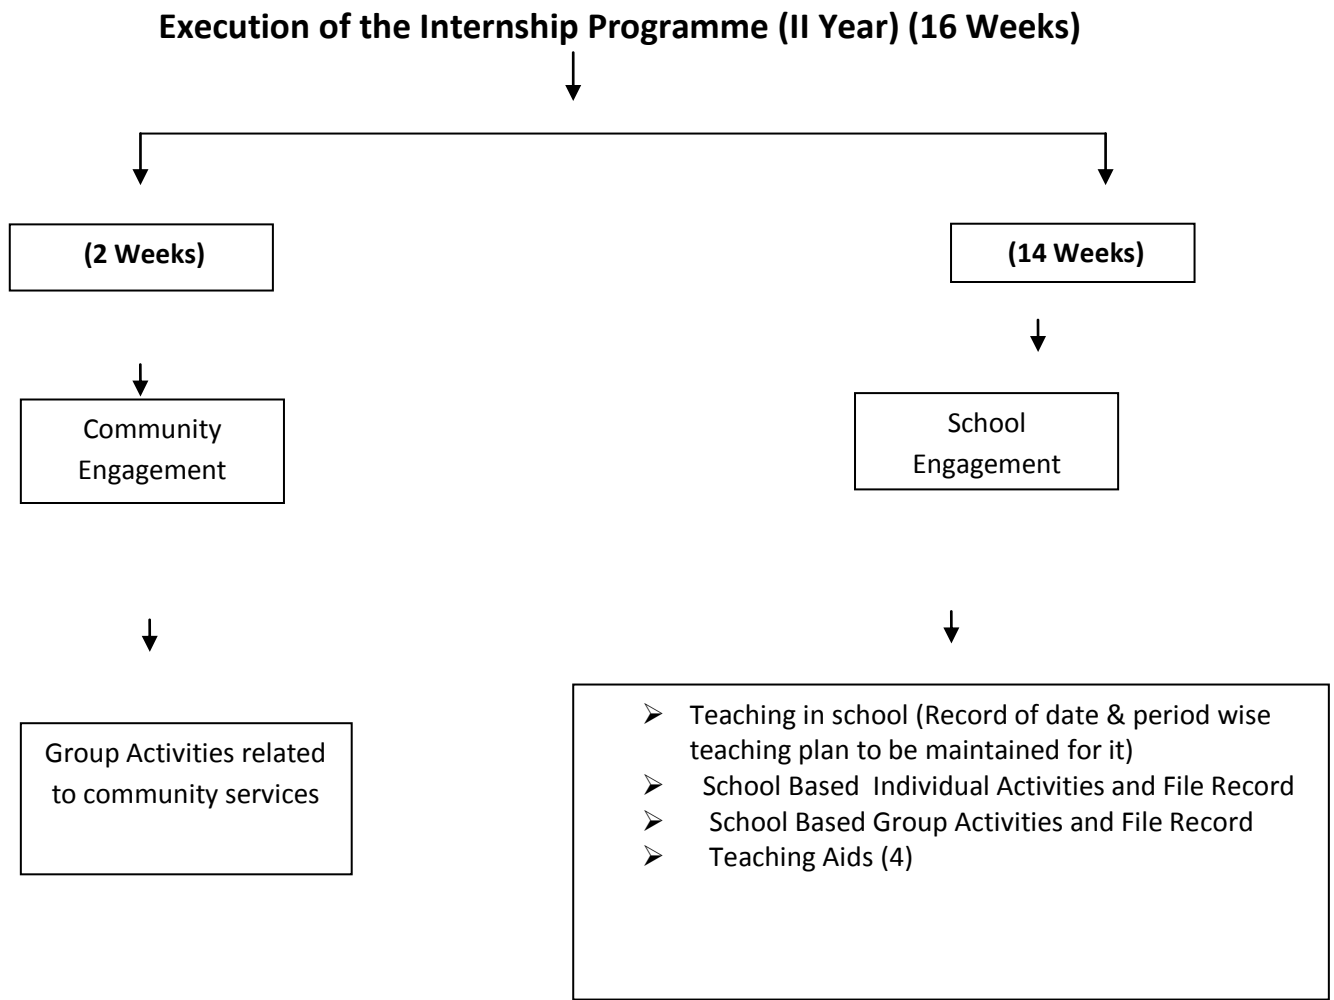 Execution of the Internship Programme (II Year) (16 Weeks)
(2 Weeks)
(14 Weeks)
Community
Engagement
School
Engagement
Group Activities related
to community services
➢ Teaching in school (Record of date & period wise
teaching plan to be maintained for it)
➢ School Based Individual Activities and File Record
➢ School Based Group Activities and File Record
➢ Teaching Aids (4)